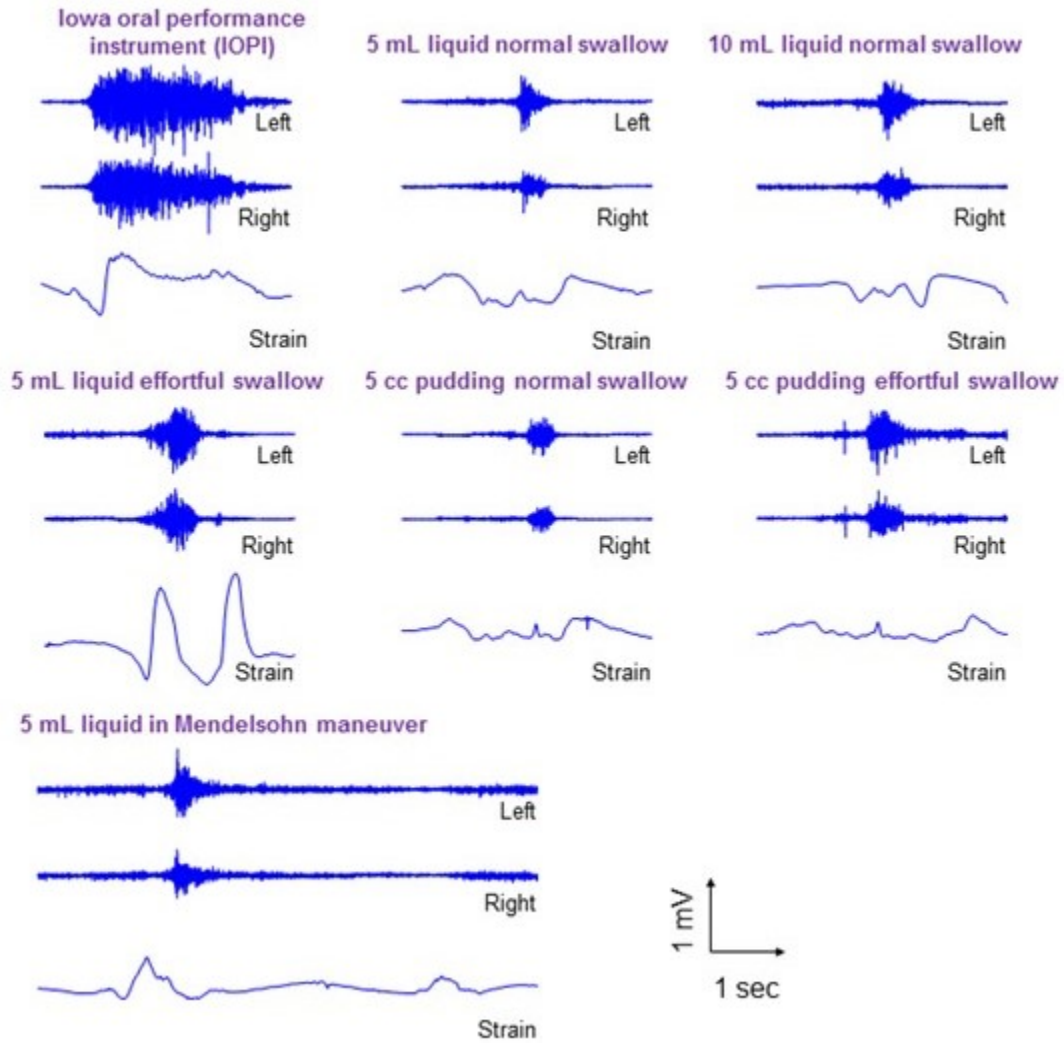 Iowa oral performance
instrument (IOPI)
5 mL liquid normal swallow
10 mL liquid normal swallow
Left
Left
Left
Right
Right
Right
Strain
Strain
Strain
5 mL liquid effortful swallow
5 cc pudding normal swallow
5 cc pudding effortful swallow
Left
Left
Left
Right
Right
Right
Strain
Strain
Strain
5 mL liquid in Mendelsohn maneuver
Left
Right
Strain
1 mV
1 sec